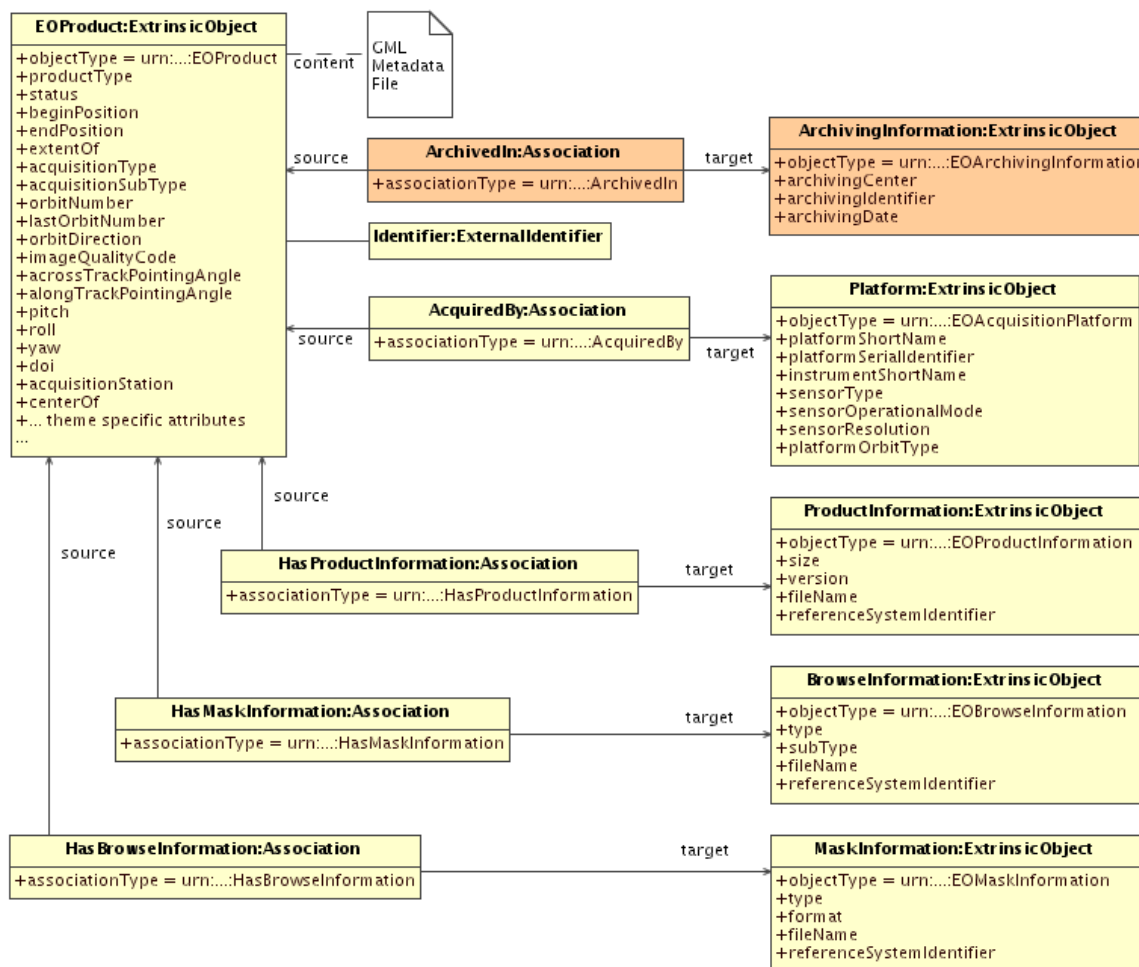 EOProduct:ExtrinsicObject
+objectType = urn:...:EOProduct
+productType
+status
+beginPosition
+endPosition
+extentOf
+acquisitionType
+acquisitionSubType
+orbitNumber
+lastOrbitNumber
+orbitDirection
+imageQualityCode
+acrossTrackPointingAngle
+alongTrackPointingAngle
+pitch
+roll
+yaw
+doi
+acquisitionStation
+centerOf
+... theme specific attributes
...
content
GML
Metadata
File
source
ArchivedIn:Association
+associationType = urn:...:ArchivedIn
target
ArchivingInformation:ExtrinsicObject
+objectType = urn:...:EOArchivingInformation
+archivingCenter
+archivingIdentifier
+archivingDate
Identifier:ExternalIdentifier
source
AcquiredBy:Association
+associationType = urn:...:AcquiredBy
target
Platform:ExtrinsicObject
+objectType = urn:...:EOAcquisitionPlatform
+platformShortName
+platformSerialIdentifier
+instrumentShortName
+sensorType
+sensorOperationalMode
+sensorResolution
+platformOrbitType
source
HasProductInformation:Association
+associationType = urn:...:HasProductInformation
target
ProductInformation:ExtrinsicObject
+objectType = urn:...:EOProductInformation
+size
+version
+fileName
+referenceSystemIdentifier
source
HasMaskInformation:Association
+associationType = urn:...:HasMaskInformation
target
BrowseInformation:ExtrinsicObject
+objectType = urn:...:EOBrowseInformation
+type
+subType
+fileName
+referenceSystemIdentifier
source
HasBrowseInformation:Association
+associationType = urn:...:HasBrowseInformation
target
MaskInformation:ExtrinsicObject
+objectType = urn:...:EOMaskInformation
+type
+format
+fileName
+referenceSystemIdentifier